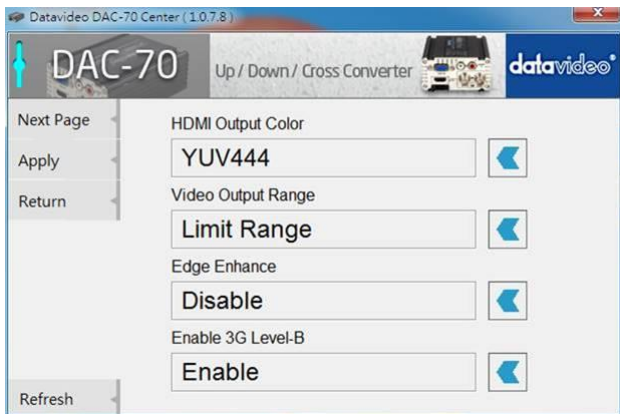 Datavideo DAC-70 Center ( 1.0.7.8 )
DAC-70
Up / Down / Cross Converter
datavideo®
Next Page
Apply
Return
Refresh
HDMI Output Color
YUV444
Video Output Range
Limit Range
Edge Enhance
Disable
Enable 3G Level-B
Enable